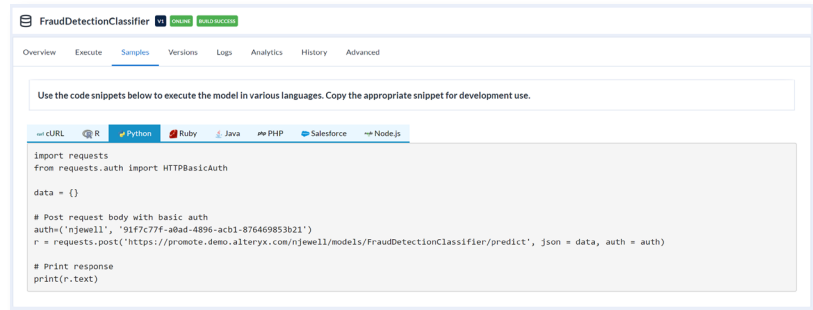 FraudDetectionClassifier V1 ONLINE BUILD SUCCESS
Overview Execute Samples Versions Logs Analytics History Advanced
Use the code snippets below to execute the model in various languages. Copy the appropriate snippet for development use.
cURL R Python Ruby Java php PHP Salesforce Node.js
import requests
from requests.auth import HTTPBasicAuth
data = {}
# Post request body with basic auth
auth=('njewell', '91f7c77f-a0ad-4896-acb1-876469853b21')
r = requests.post('https://promote.demo.alteryx.com/njewell/models/FraudDetectionClassifier/predict', json = data, auth = auth)
# Print response
print(r.text)